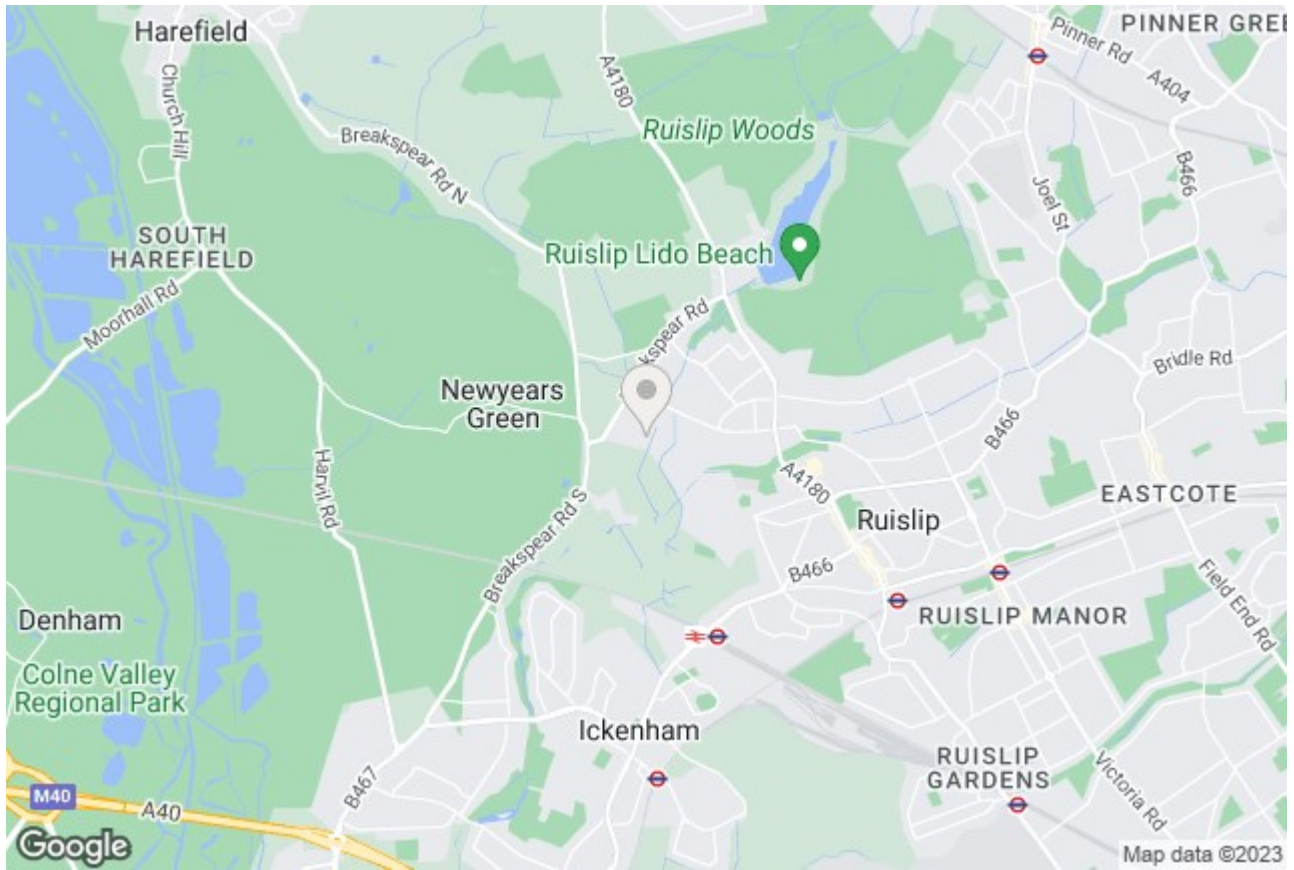 Harefield
PINNER GREE
Pinner Rd
A404
A4180
Church Hill
Ruislip Woods
Breakspear Rd N
B466
Joel St
SOUTH
HAREFIELD
Ruislip Lido Beach
Moorhall Rd
kspear Rd
Bridle Rd
Newyears
Green
B466
Harvil Rd
A4180
EASTCOTE
Ruislip
Breakspear Rd S
B466
Field End Rd
Denham
RUISLIP MANOR
Colne Valley
Regional Park
Ickenham
RUISLIP
GARDENS
Victoria Rd
M40
A40
B467
Google
Map data ©2023